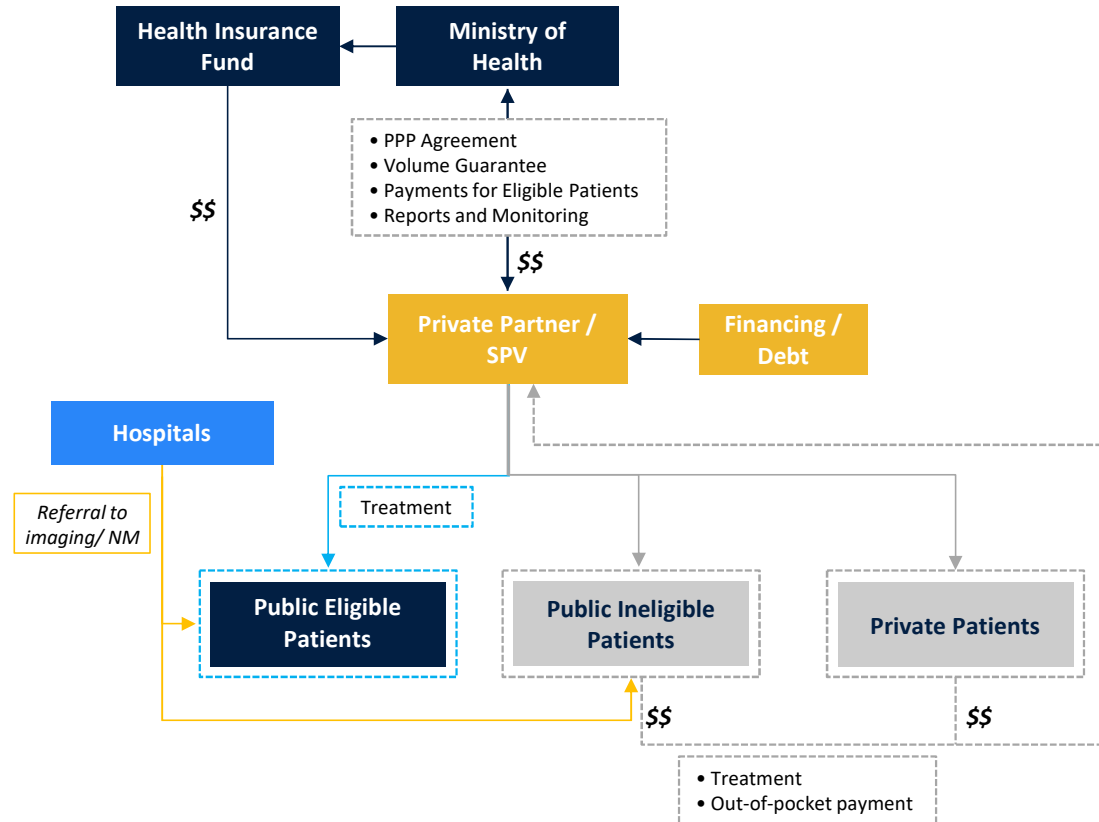 Health Insurance
Fund
Ministry of
Health
• PPP Agreement
• Volume Guarantee
• Payments for Eligible Patients
• Reports and Monitoring
$$
$$
Private Partner /
SPV
Financing /
Debt
Hospitals
Referral to
imaging/ NM
Treatment
Public Eligible
Patients
Public Ineligible
Patients
Private Patients
$$
$$
• Treatment
• Out-of-pocket payment